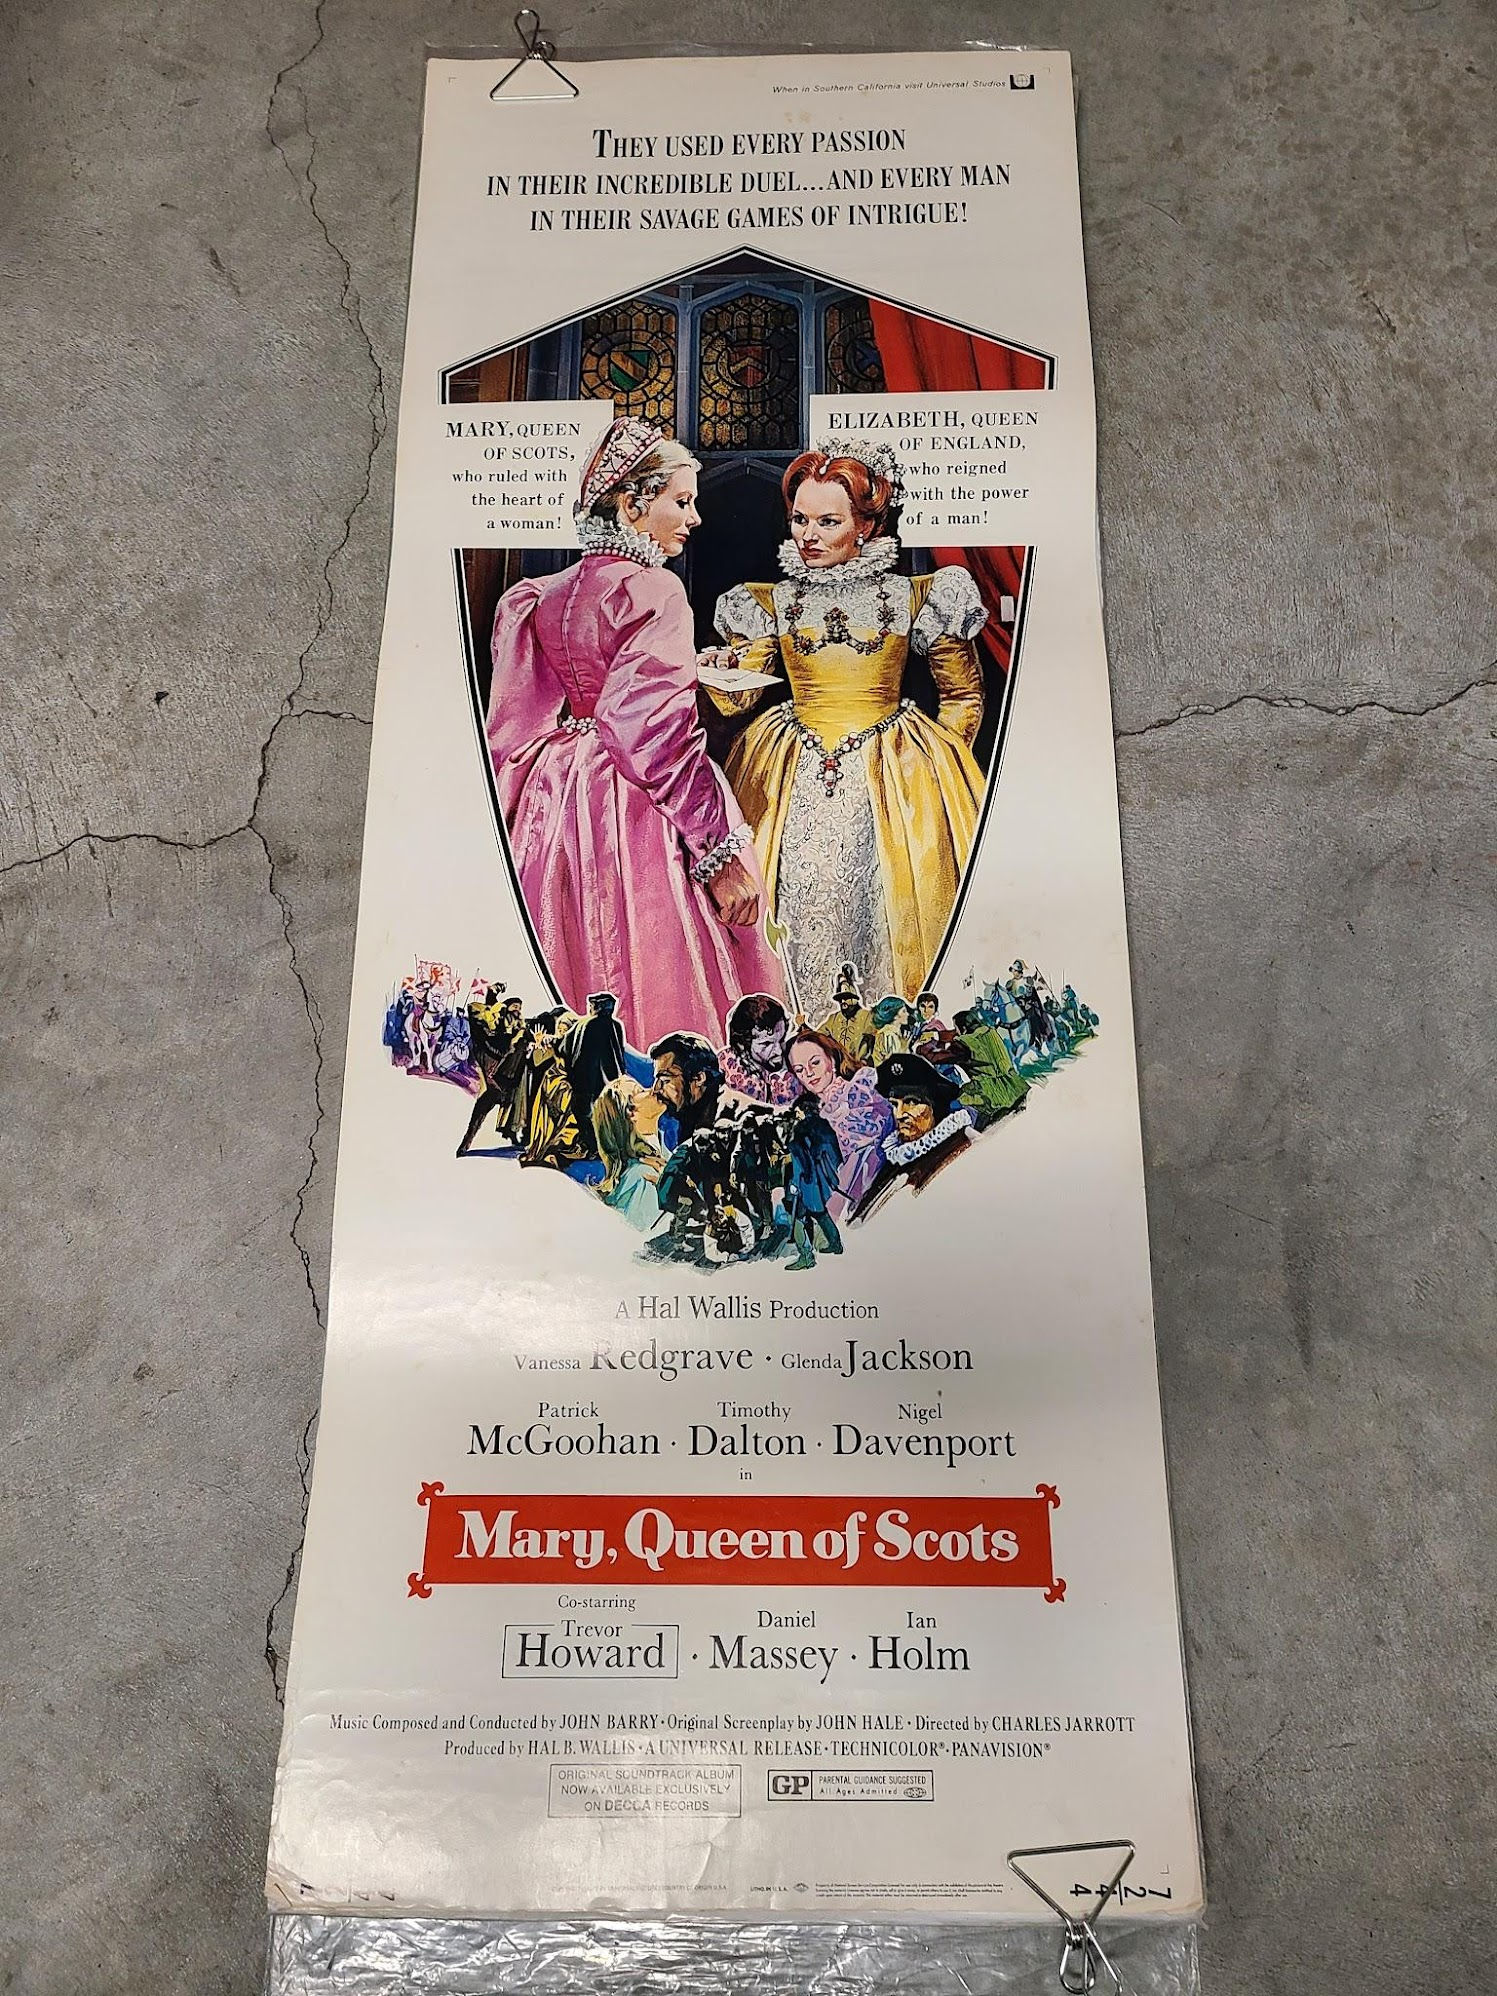 When in Southern California visit Universal Studios
THEY USED EVERY PASSION
IN THEIR INCREDIBLE DUEL...AND EVERY MAN
IN THEIR SAVAGE GAMES OF INTRIGUE!
MARY, QUEEN
OF SCOTS,
who ruled with
the heart of
a woman!
ELIZABETH, QUEEN
OF ENGLAND,
who reigned
with the power
of a man!
A Hal Wallis Production
Vanessa Redgrave · Glenda Jackson
Patrick Timothy Nigel
McGoohan · Dalton · Davenport
in
Mary, Queen of Scots
Co-starring
Trevor Daniel Ian
Howard · Massey · Holm
Music Composed and Conducted by JOHN BARRY · Original Screenplay by JOHN HALE · Directed by CHARLES JARROTT
Produced by HAL B. WALLIS · A UNIVERSAL RELEASE · TECHNICOLOR® · PANAVISION®
ORIGINAL SOUNDTRACK ALBUM
NOW AVAILABLE EXCLUSIVELY
ON DECCA RECORDS
GP PARENTAL GUIDANCE SUGGESTED
All Ages Admitted
LITHO. IN U.S.A.
72
44